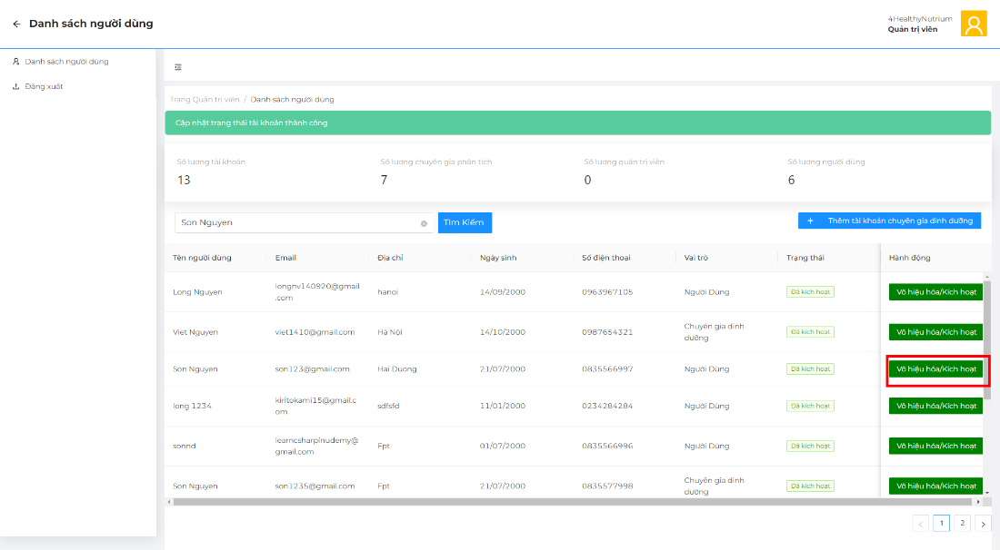 Danh sách người dùng
4HealthyNutrium
Quản trị viên
Danh sách người dùng
Đăng xuất
Trang Quản trị viên / Danh sách người dùng
Cập nhật trạng thái tài khoản thành công
Số lượng tài khoản
Số lượng chuyên gia phân tích
Số lượng quản trị viên
Số lượng người dùng
13
7
0
6
Son Nguyen
Tìm Kiếm
+ Thêm tài khoản chuyên gia dinh dưỡng
Tên người dùng Email Địa chỉ Ngày sinh Số điện thoại Vai trò Trạng thái Hành động
Long Nguyen longnv140920@gmail
.com hanoi 14/09/2000 0963967105 Người Dùng Đã kích hoạt Vô hiệu hóa/Kích hoạt
Viet Nguyen viet1410@gmail.com Hà Nội 14/10/2000 0987654321 Chuyên gia dinh
dưỡng Đã kích hoạt Vô hiệu hóa/Kích hoạt
Son Nguyen son123@gmail.com Hai Duong 21/07/2000 0835566997 Người Dùng Đã kích hoạt Vô hiệu hóa/Kích hoạt
long 1234 kiritokami15@gmail.c
om sdfsfd 11/01/2000 0234284284 Người Dùng Đã kích hoạt Vô hiệu hóa/Kích hoạt
sonnd learncsharpinudemy@
gmail.com Fpt 01/07/2000 0835566996 Người Dùng Đã kích hoạt Vô hiệu hóa/Kích hoạt
Son Nguyen son1235@gmail.com Fpt 21/07/2000 0835577998 Chuyên gia dinh
dưỡng Đã kích hoạt Vô hiệu hóa/Kích hoạt
< 1 2 >